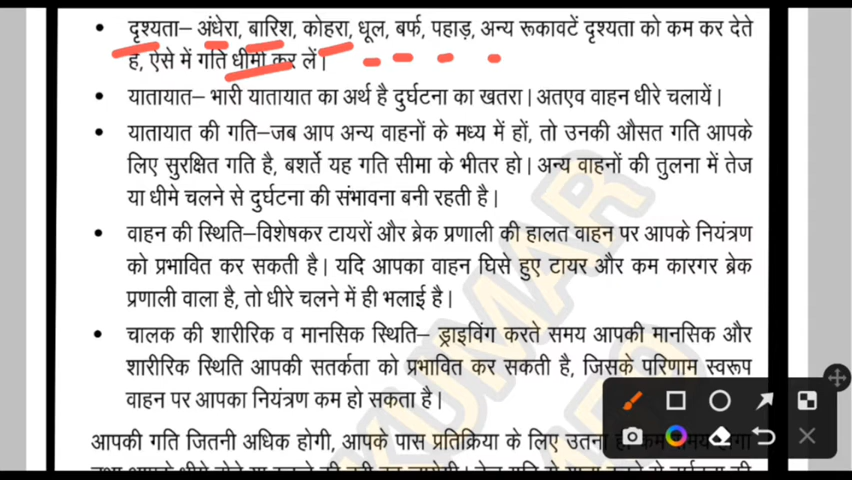 • दृश्यता– अंधेरा, बारिश, कोहरा, धूल, बर्फ, पहाड़, अन्य रूकावटें दृश्यता को कम कर देते
है, ऐसे में गति धीमी कर लें।
• यातायात– भारी यातायात का अर्थ है दुर्घटना का खतरा। अतएव वाहन धीरे चलायें।
• यातायात की गति–जब आप अन्य वाहनों के मध्य में हों, तो उनकी औसत गति आपके
लिए सुरक्षित गति है, बशर्ते यह गति सीमा के भीतर हो। अन्य वाहनों की तुलना में तेज
या धीमे चलने से दुर्घटना की संभावना बनी रहती है।
• वाहन की स्थिति–विशेषकर टायरों और ब्रेक प्रणाली की हालत वाहन पर आपके नियंत्रण
को प्रभावित कर सकती है। यदि आपका वाहन घिसे हुए टायर और कम कारगर ब्रेक
प्रणाली वाला है, तो धीरे चलने में ही भलाई है।
• चालक की शारीरिक व मानसिक स्थिति– ड्राइविंग करते समय आपकी मानसिक और
शारीरिक स्थिति आपकी सतर्कता को प्रभावित कर सकती है, जिसके परिणाम स्वरूप
वाहन पर आपका नियंत्रण कम हो सकता है।
आपकी गति जितनी अधिक होगी, आपके पास प्रतिक्रिया के लिए उतना
KUMAR